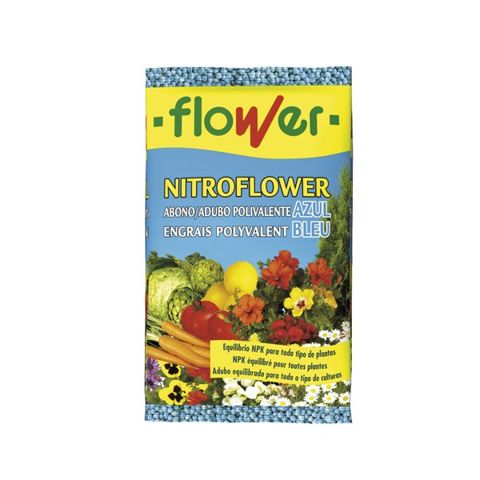 flower
NITROFLOWER
ABONO/ADUBO POLIVALENTE AZUL
ENGRAIS POLYVALENT BLEU
Equilibrio NPK para todo tipo de plantas
NPK équilibré pour toutes plantes
Adubo equilibrado para todo o tipo de culturas